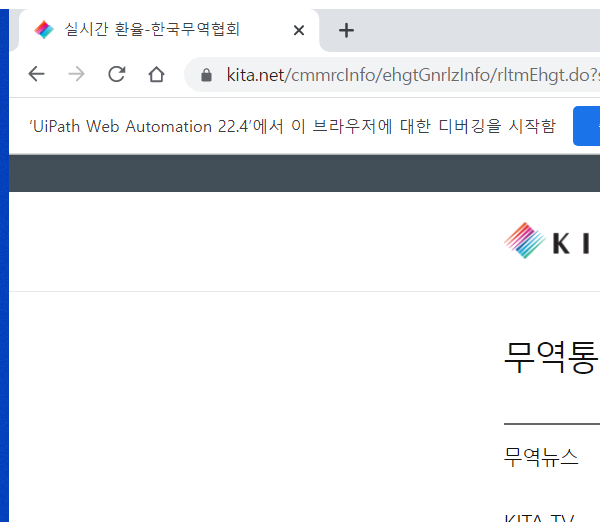 실시간 환율-한국무역협회
kita.net/cmmrcInfo/ehgtGnrlzInfo/rltmEhgt.do?
'UiPath Web Automation 22.4'에서 이 브라우저에 대한 디버깅을 시작함
KI
무역통
무역뉴스
KITA TV